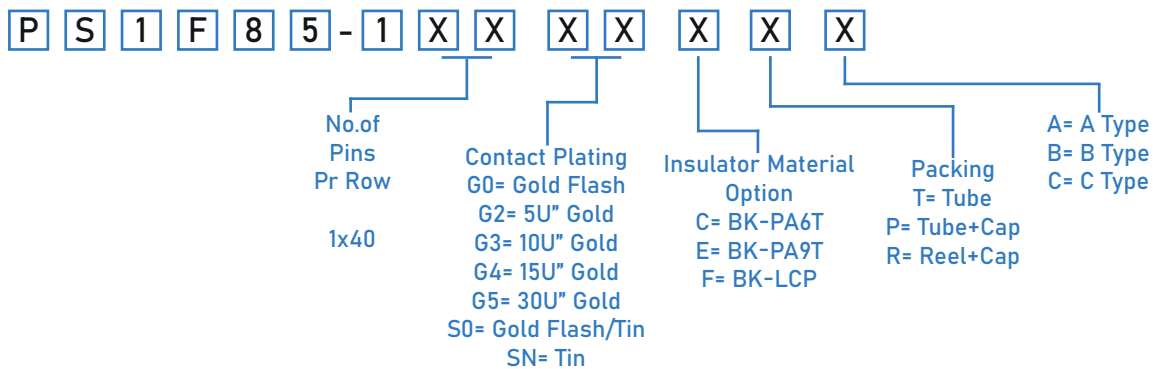 PS1F85-1XX XX X X X
No.of
Pins
Pr Row
1x40
Contact Plating
G0= Gold Flash
G2= 5U” Gold
G3= 10U” Gold
G4= 15U” Gold
G5= 30U” Gold
S0= Gold Flash/Tin
SN= Tin
Insulator Material
Option
C= BK-PA6T
E= BK-PA9T
F= BK-LCP
Packing
T= Tube
P= Tube+Cap
R= Reel+Cap
A= A Type
B= B Type
C= C Type